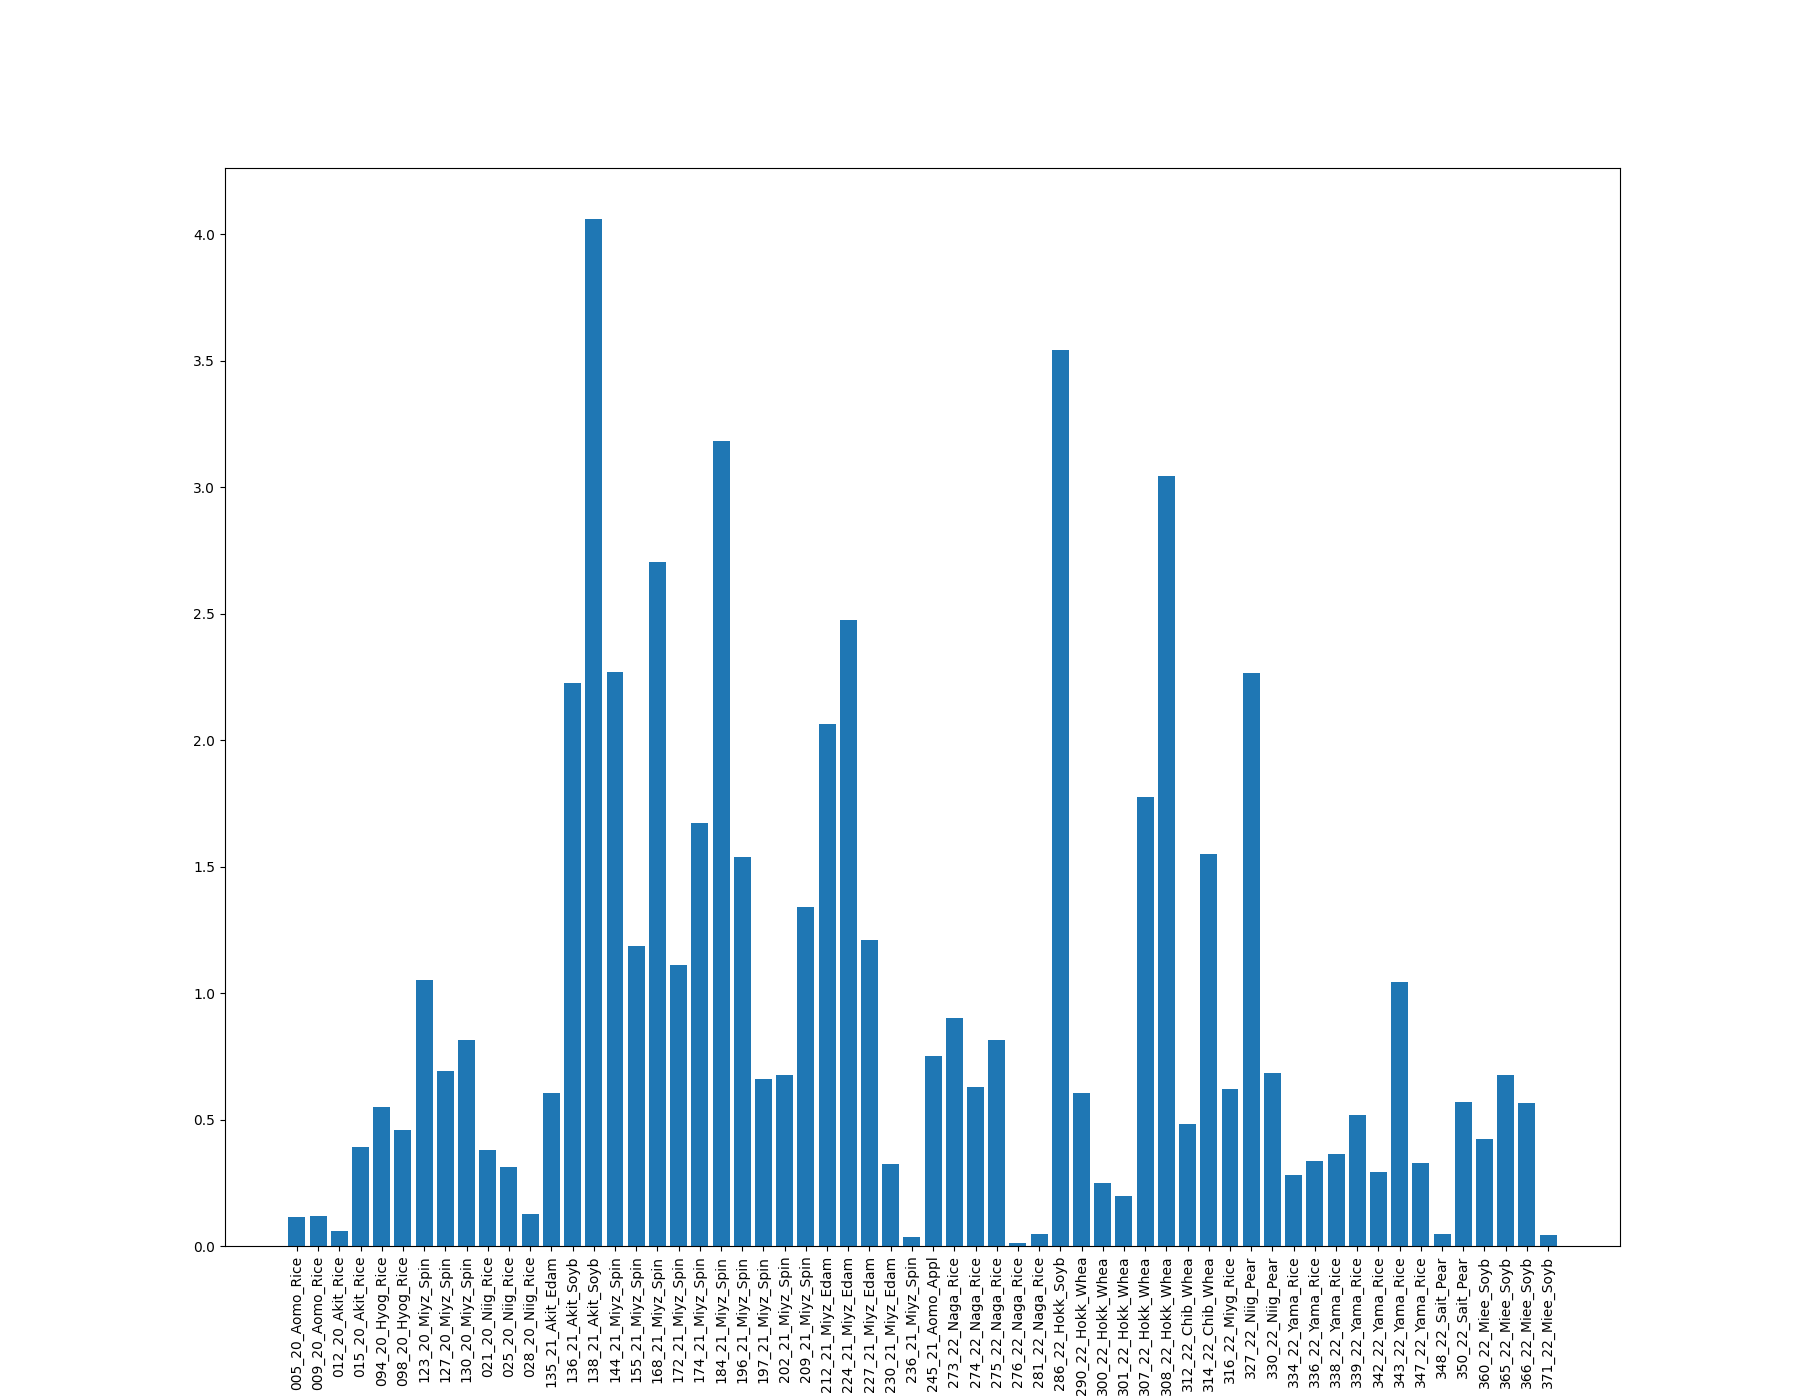 4.0
3.5
3.0
2.5
2.0
1.5
1.0
0.5
0.0
005_20_Aomo_Rice
009_20_Aomo_Rice
012_20_Akit_Rice
015_20_Akit_Rice
094_20_Hyog_Rice
098_20_Hyog_Rice
123_20_Miyz_Spin
127_20_Miyz_Spin
130_20_Miyz_Spin
021_20_Niig_Rice
025_20_Niig_Rice
028_20_Niig_Rice
135_21_Akit_Edam
136_21_Akit_Soyb
138_21_Akit_Soyb
144_21_Miyz_Spin
155_21_Miyz_Spin
168_21_Miyz_Spin
172_21_Miyz_Spin
174_21_Miyz_Spin
184_21_Miyz_Spin
196_21_Miyz_Spin
197_21_Miyz_Spin
202_21_Miyz_Spin
209_21_Miyz_Spin
212_21_Miyz_Edam
224_21_Miyz_Edam
227_21_Miyz_Edam
230_21_Miyz_Edam
236_21_Miyz_Spin
245_21_Aomo_Appl
273_22_Naga_Rice
274_22_Naga_Rice
275_22_Naga_Rice
276_22_Naga_Rice
281_22_Naga_Rice
286_22_Hokk_Soyb
290_22_Hokk_Whea
300_22_Hokk_Whea
301_22_Hokk_Whea
307_22_Hokk_Whea
308_22_Hokk_Whea
312_22_Chib_Whea
314_22_Chib_Whea
316_22_Miyg_Rice
327_22_Niig_Pear
330_22_Niig_Pear
334_22_Yama_Rice
336_22_Yama_Rice
338_22_Yama_Rice
339_22_Yama_Rice
342_22_Yama_Rice
343_22_Yama_Rice
347_22_Yama_Rice
348_22_Sait_Pear
350_22_Sait_Pear
360_22_Miee_Soyb
365_22_Miee_Soyb
366_22_Miee_Soyb
371_22_Miee_Soyb